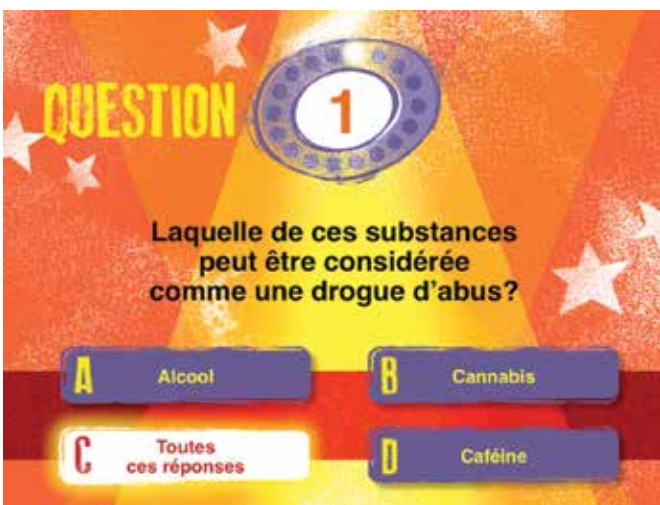 QUESTION 1
Laquelle de ces substances
peut être considérée
comme une drogue d'abus?
A Alcool
B Cannabis
C Toutes
ces réponses
D Caféine